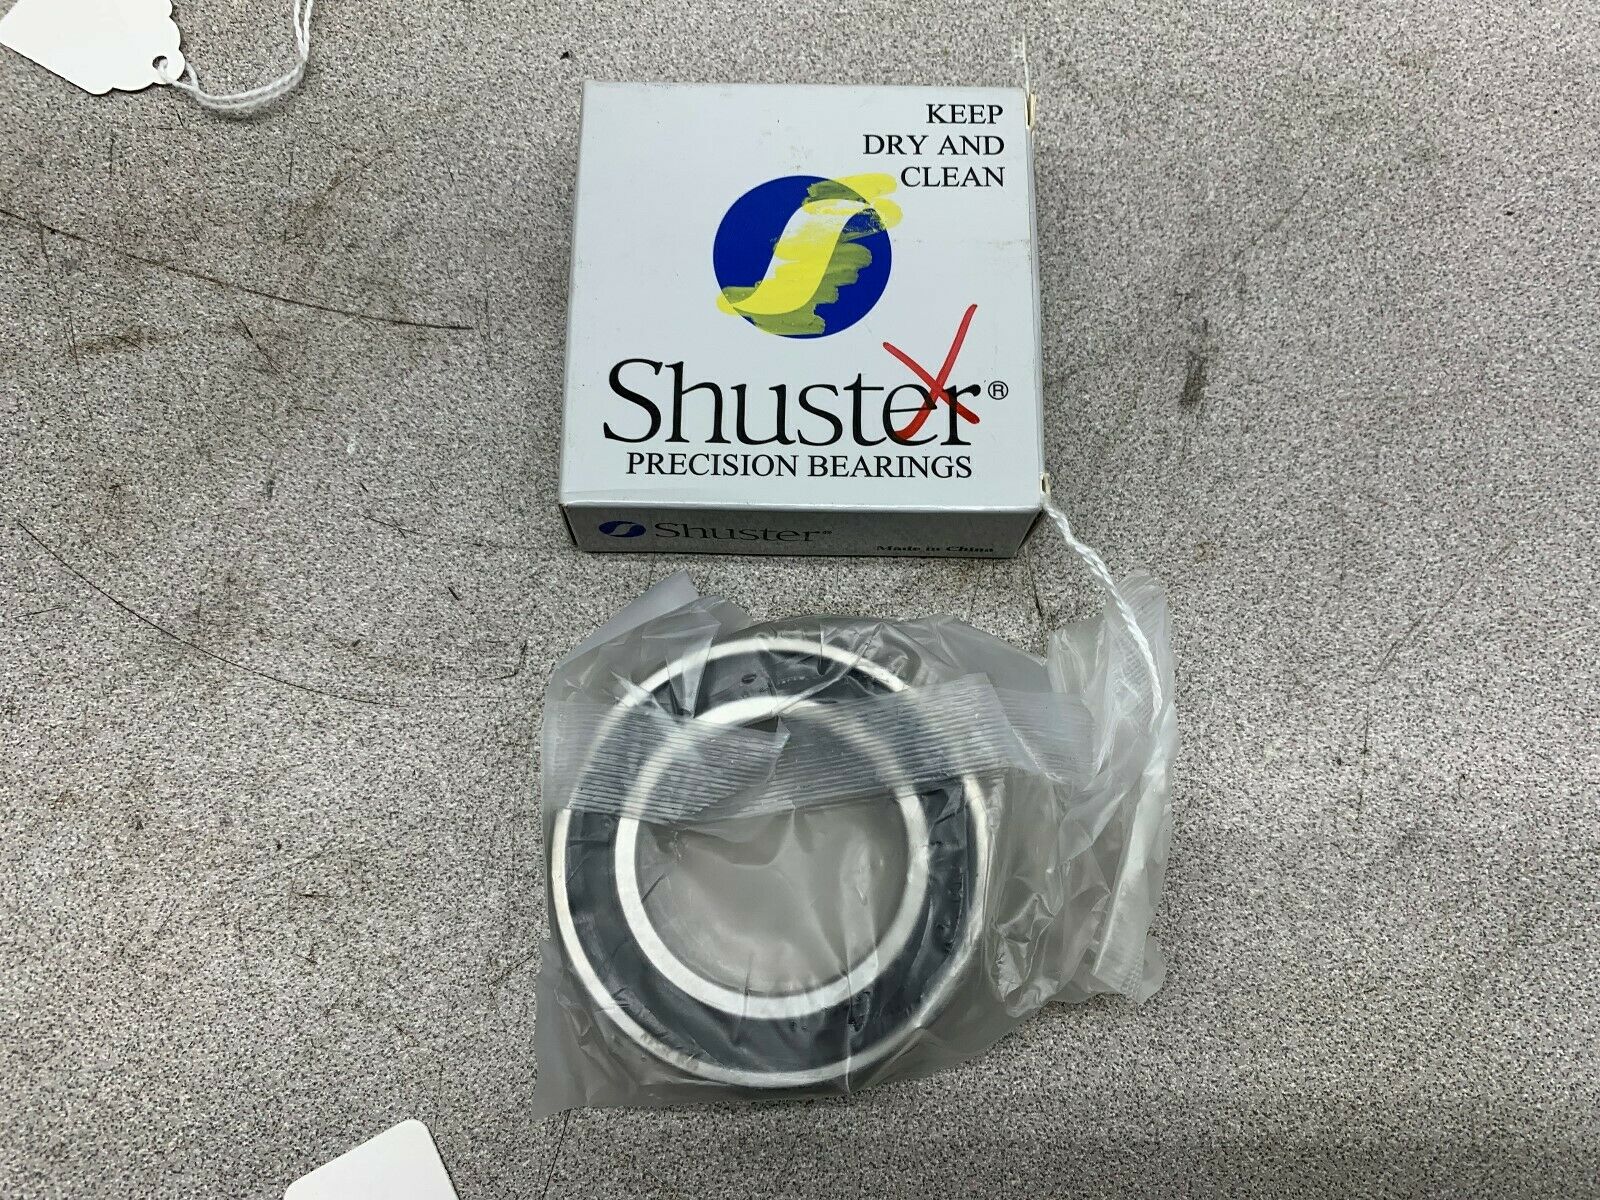 KEEP
DRY AND
CLEAN
Shuster®
PRECISION BEARINGS
Shuster®
Made in China